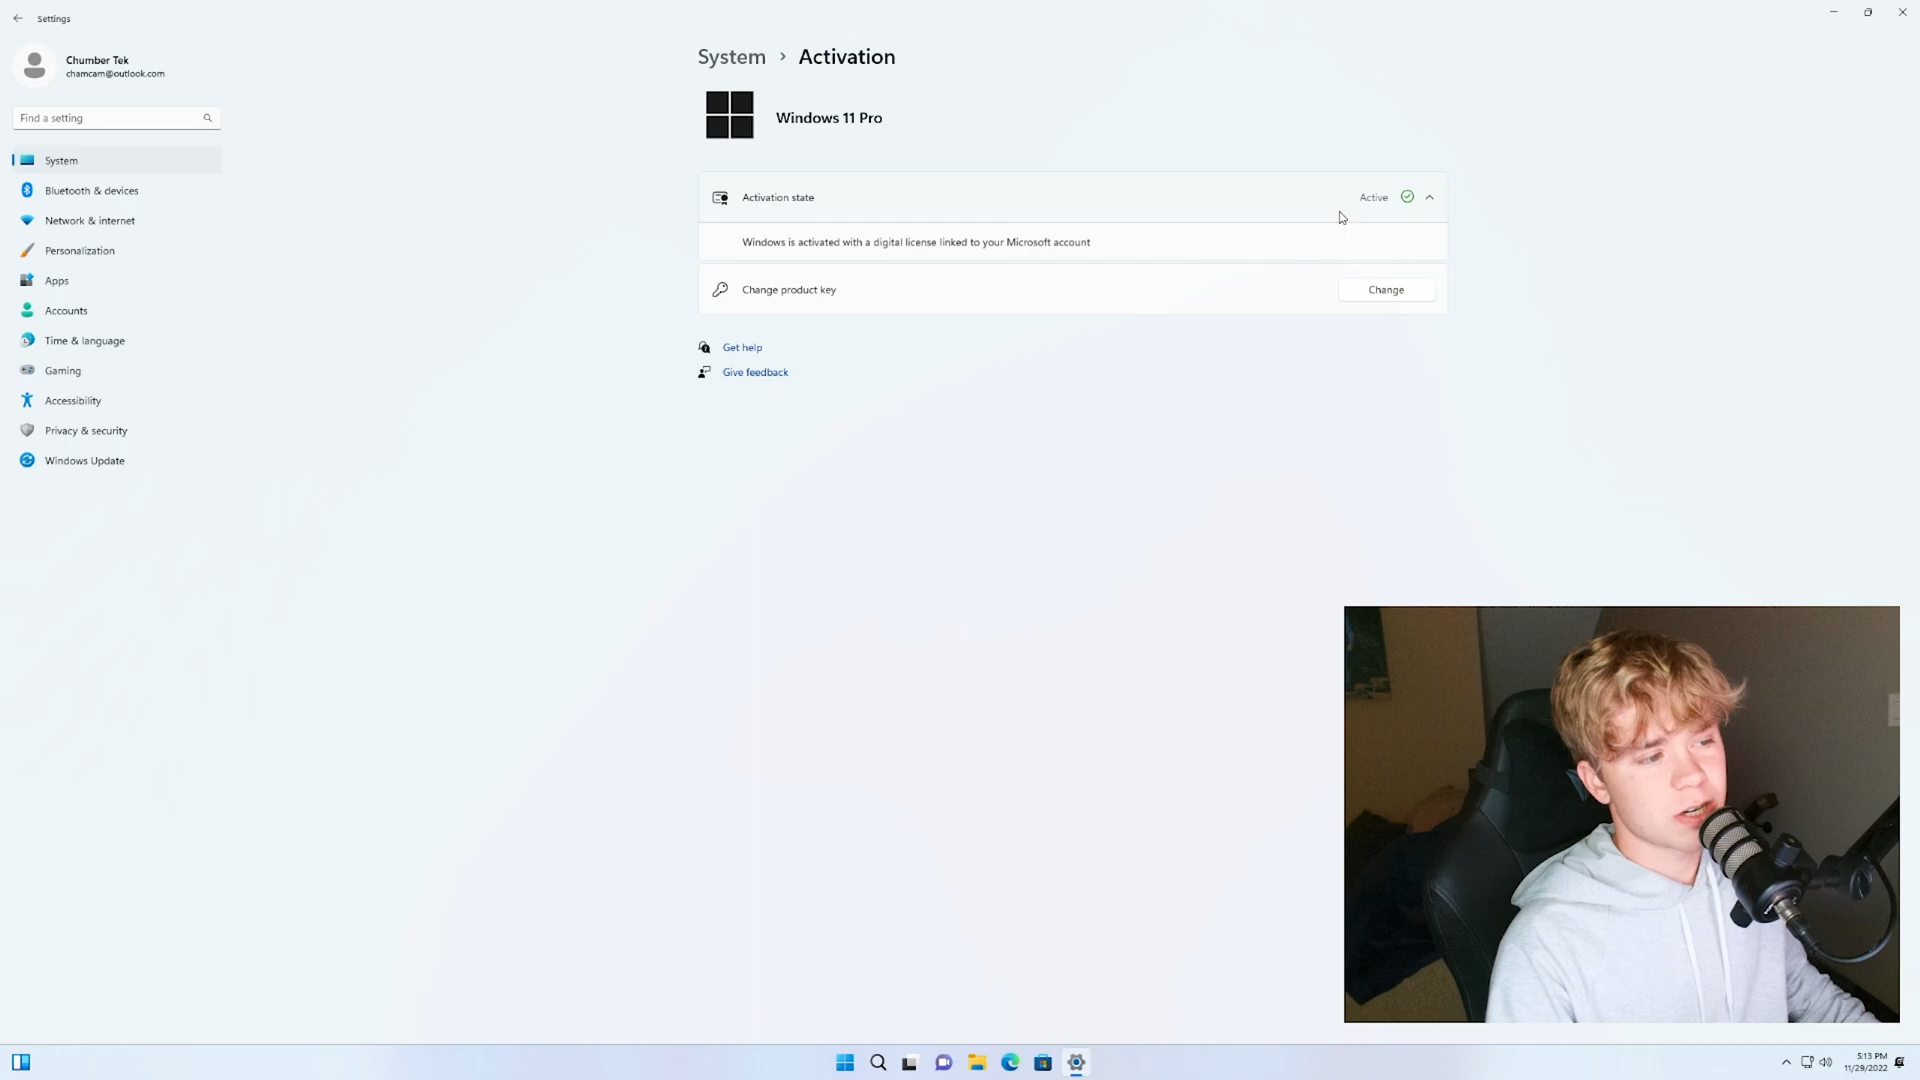 Settings
Chumber Tek
chamcam@outlook.com
Find a setting
System
Bluetooth & devices
Network & internet
Personalization
Apps
Accounts
Time & language
Gaming
Accessibility
Privacy & security
Windows Update
System › Activation
Windows 11 Pro
Activation state
Active
Windows is activated with a digital license linked to your Microsoft account
Change product key
Change
Get help
Give feedback
5:13 PM
11/29/2022